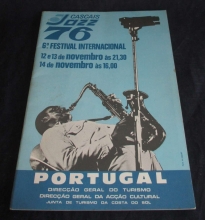 CASCAIS
JAZZ
76
6º FESTIVAL INTERNACIONAL
12 e 13 de novembro às 21,30
14 de novembro às 16,00
PORTUGAL
DIRECÇÃO GERAL DO TURISMO
DIRECÇÃO GERAL DA ACÇÃO CULTURAL
JUNTA DE TURISMO DA COSTA DO SOL